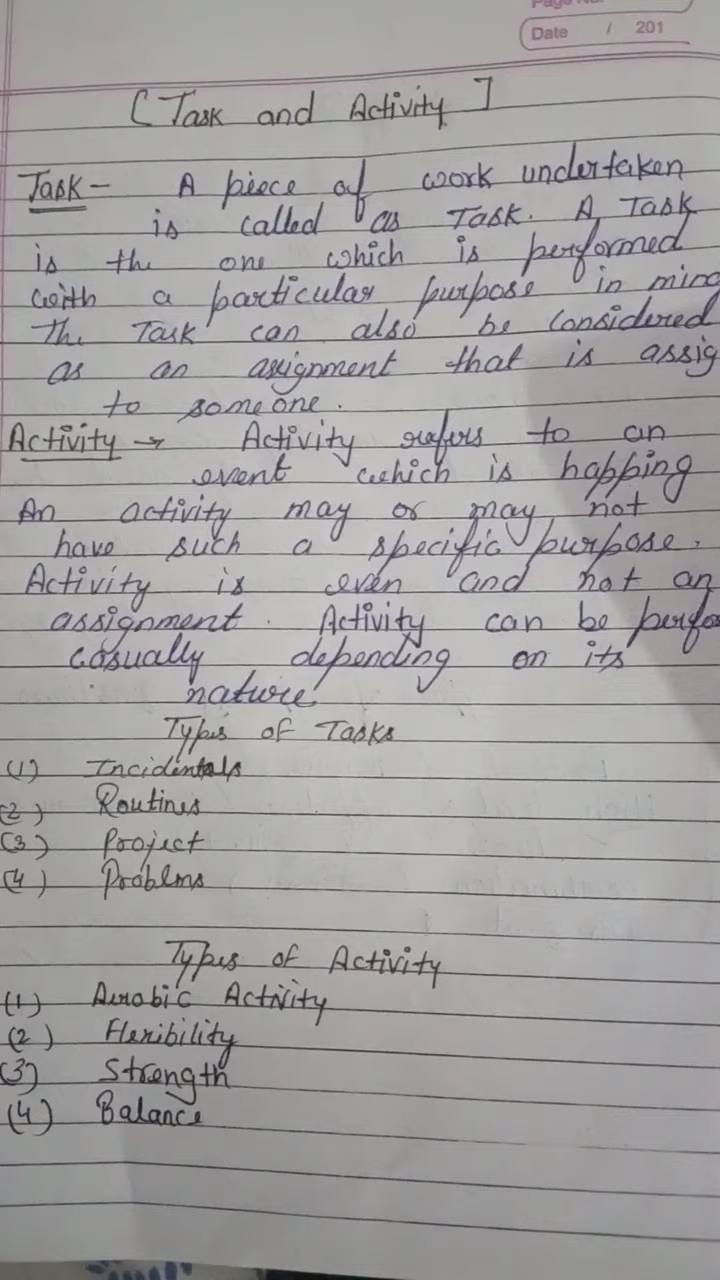 Date / 201
[Task and Activity]
Task - A piece of work undertaken
is called as Task. A Task
is the one which is performed
with a particular purpose in mind
The Task can also be considered
as an assignment that is assig
to someone.
Activity → Activity refers to an
event which is happing
An activity may or may not
have such a specific purpose.
Activity is even and not an
assignment. Activity can be perfo
casually depending on its
nature
Types of Tasks
(1) Incidentals
(2) Routines
(3) Project
(4) Problms
Types of Activity
(1) Aerobic Activity
(2) Flexibility
(3) Strength
(4) Balance